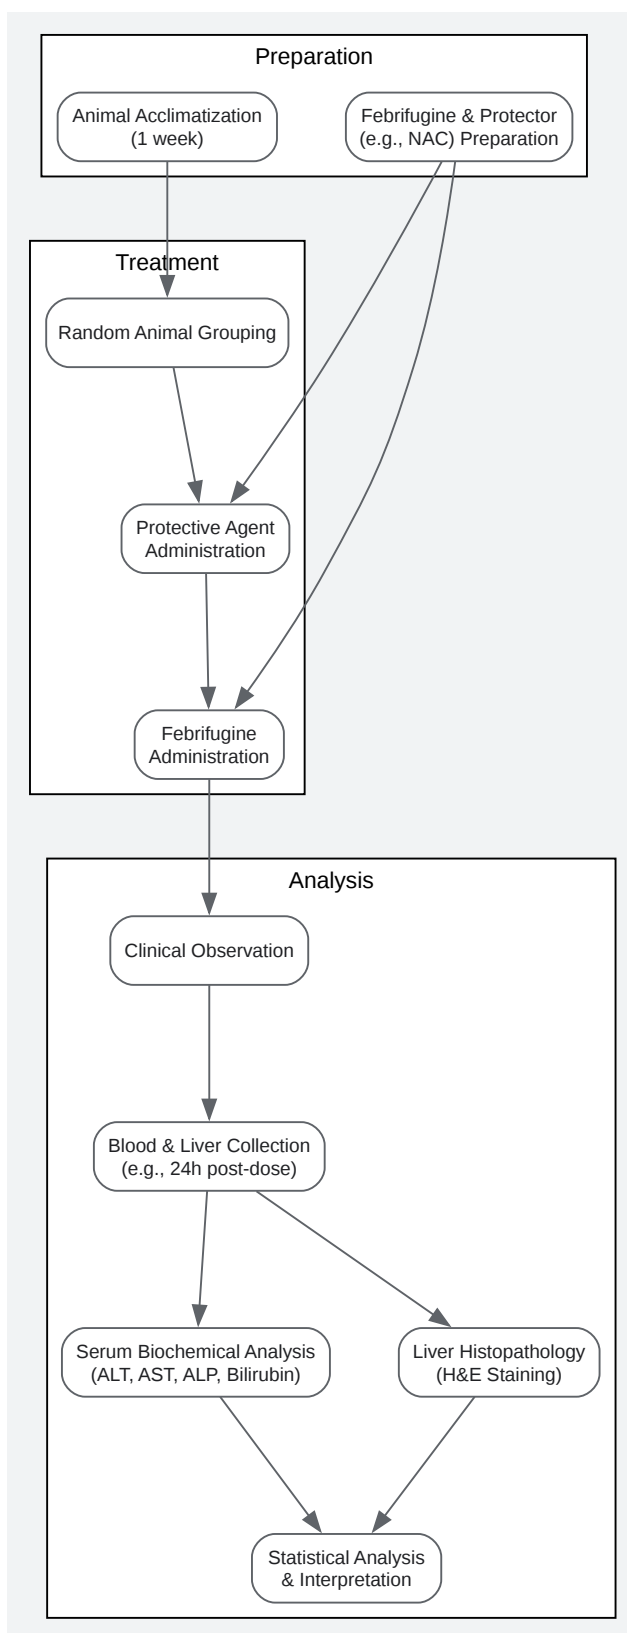 Preparation
Animal Acclimatization
(1 week)
Febrifugine & Protector
(e.g., NAC) Preparation
Treatment
Random Animal Grouping
Protective Agent
Administration
Febrifugine
Administration
Analysis
Clinical Observation
Blood & Liver Collection
(e.g., 24h post-dose)
Serum Biochemical Analysis
(ALT, AST, ALP, Bilirubin)
Liver Histopathology
(H&E Staining)
Statistical Analysis
& Interpretation